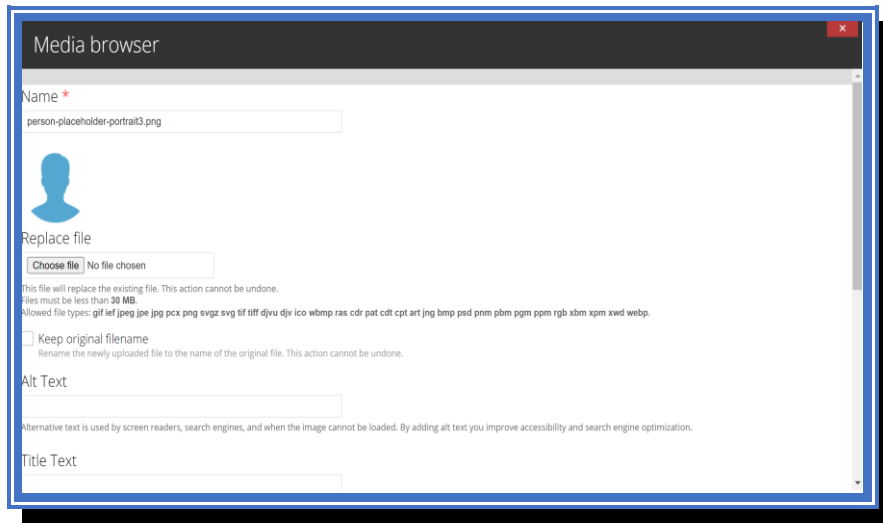 Media browser
×
Name *
person-placeholder-portrait3.png
Replace file
Choose file No file chosen
This file will replace the existing file. This action cannot be undone.
Files must be less than 30 MB.
Allowed file types: gif ief jpeg jpe jpg pcx png svgz svg tif tiff djvu djv ico wbmp ras cdr pat cdt cpt art jng bmp psd pnm pbm pgm ppm rgb xbm xpm xwd webp.
Keep original filename
Rename the newly uploaded file to the name of the original file. This action cannot be undone.
Alt Text
Alternative text is used by screen readers, search engines, and when the image cannot be loaded. By adding alt text you improve accessibility and search engine optimization.
Title Text